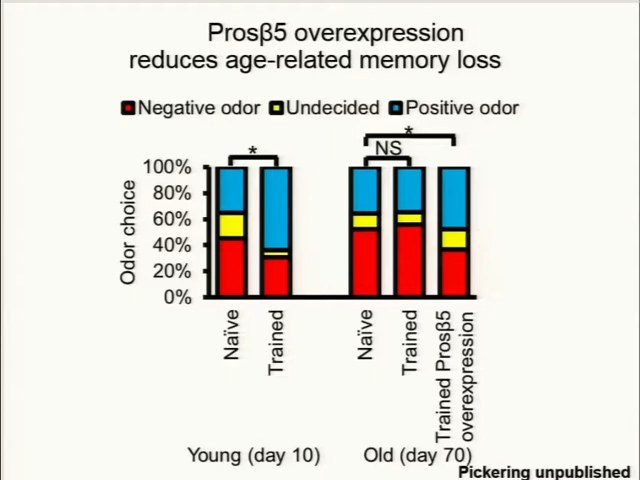 Prosβ5 overexpression
reduces age-related memory loss
Negative odor Undecided Positive odor
*
*
NS
Odor choice
100%
80%
60%
40%
20%
0%
Naïve
Trained
Naïve
Trained
Trained Prosβ5
overexpression
Young (day 10)
Old (day 70)
Pickering unpublished